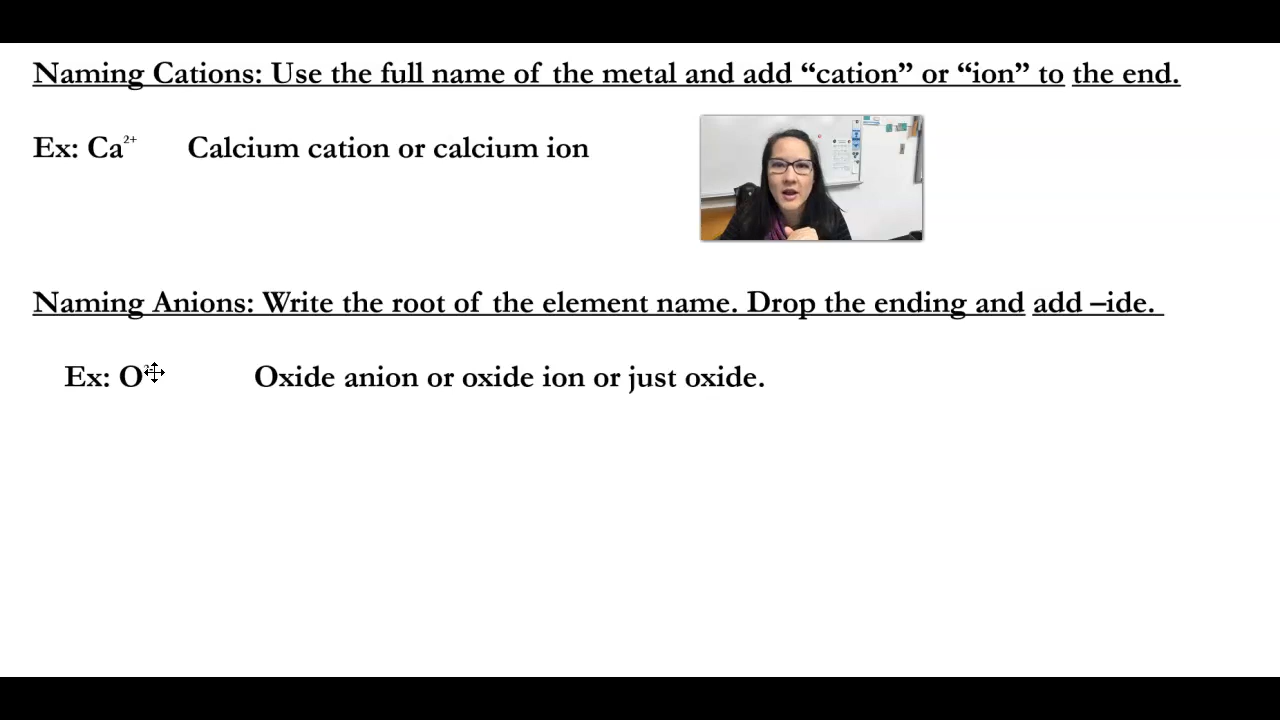 Naming Cations: Use the full name of the metal and add “cation” or “ion” to the end.
Ex: Ca²⁺ Calcium cation or calcium ion
Naming Anions: Write the root of the element name. Drop the ending and add –ide.
Ex: O Oxide anion or oxide ion or just oxide.